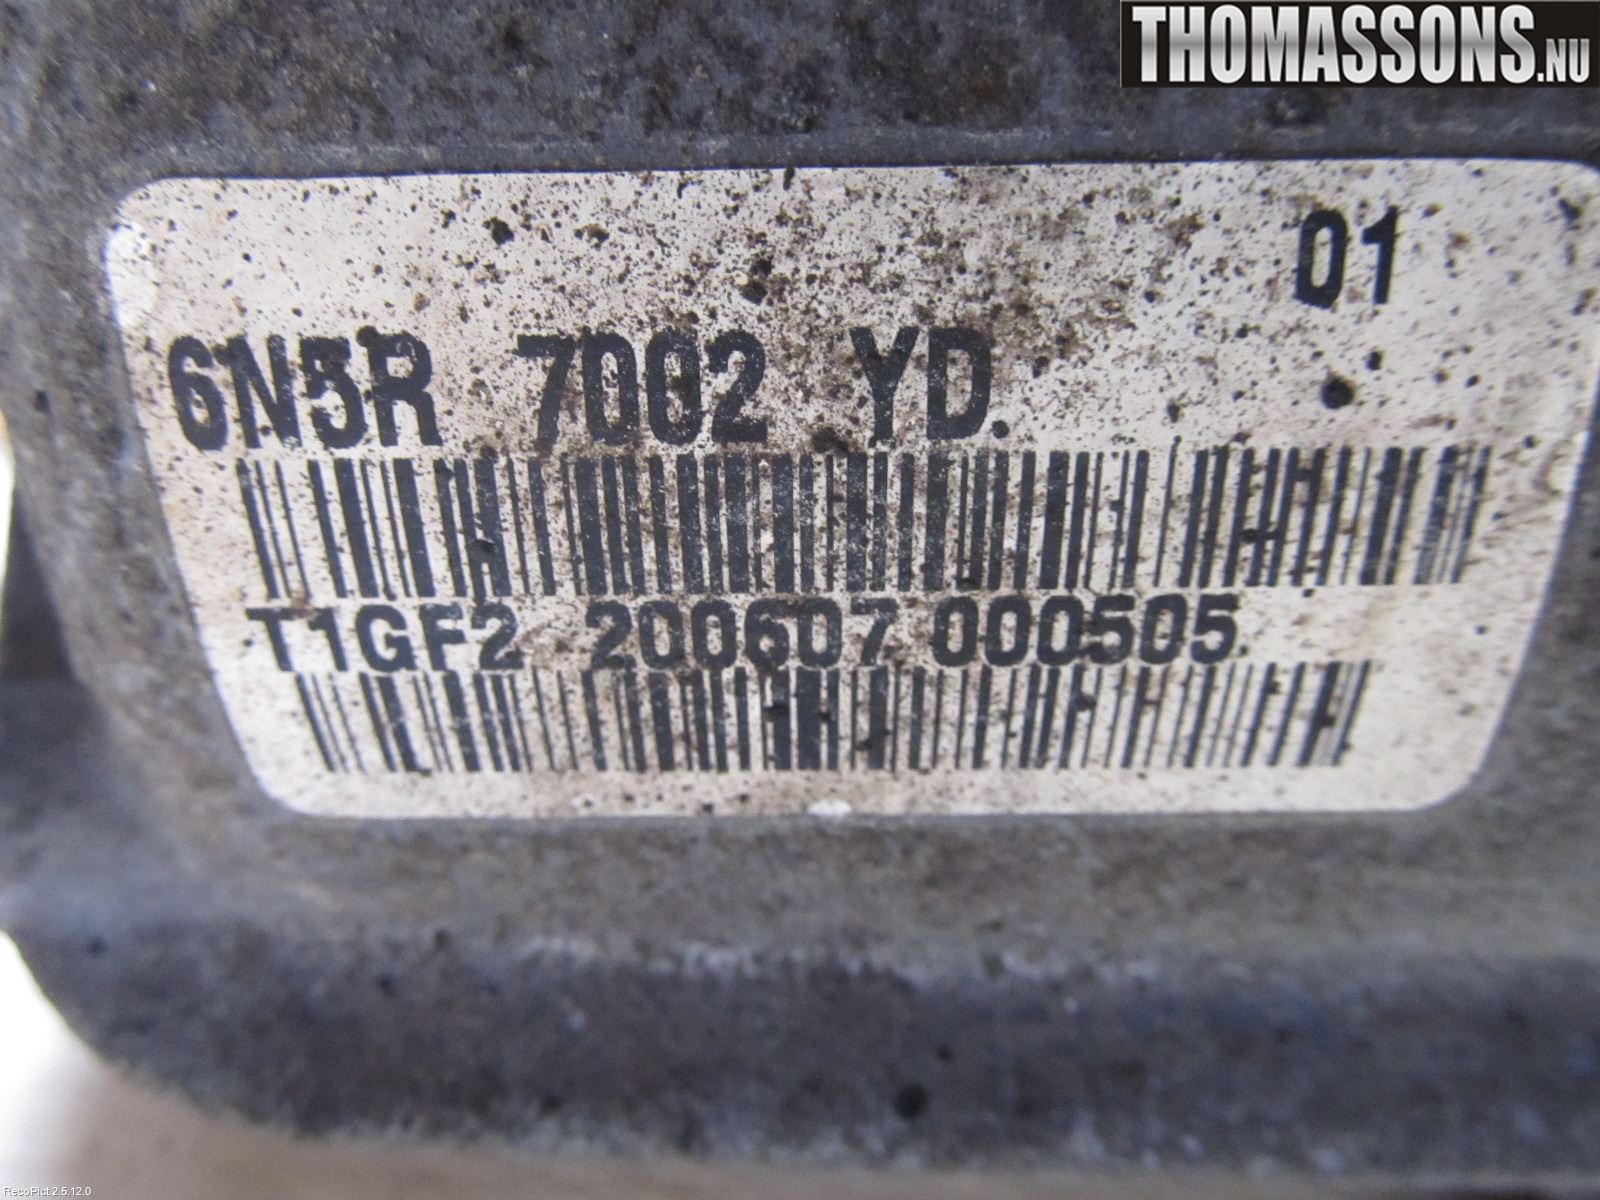 THOMASSONS.NU
01
6N5R 7002 YD.
T1GF2 200607 000505.
RecoPict 2.5.12.0